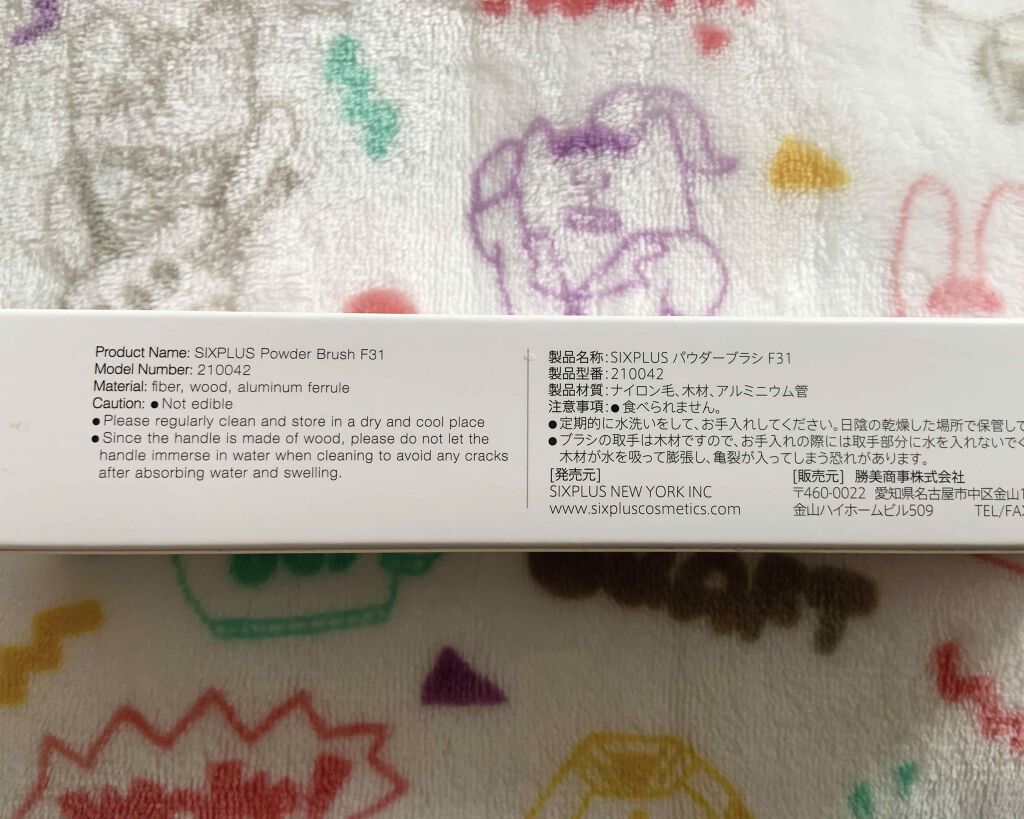 Product Name: SIXPLUS Powder Brush F31
Model Number: 210042
Material: fiber, wood, aluminum ferrule
Caution: ●Not edible
●Please regularly clean and store in a dry and cool place
●Since the handle is made of wood, please do not let the
handle immerse in water when cleaning to avoid any cracks
after absorbing water and swelling.
製品名称:SIXPLUS パウダーブラシ F31
製品型番:210042
製品材質:ナイロン毛、木材、アルミニウム管
注意事項:●食べられません。
●定期的に水洗いをして、お手入れしてください。日陰の乾燥した場所で保管して
●ブラシの取手は木材ですので、お手入れの際には取手部分に水を入れないで
木材が水を吸って膨張し、亀裂が入ってしまう恐れがあります。
[発売元]
SIXPLUS NEW YORK INC
www.sixpluscosmetics.com
[販売元] 勝美商事株式会社
〒460-0022 愛知県名古屋市中区金山1
金山ハイホームビル509 TEL/FAX